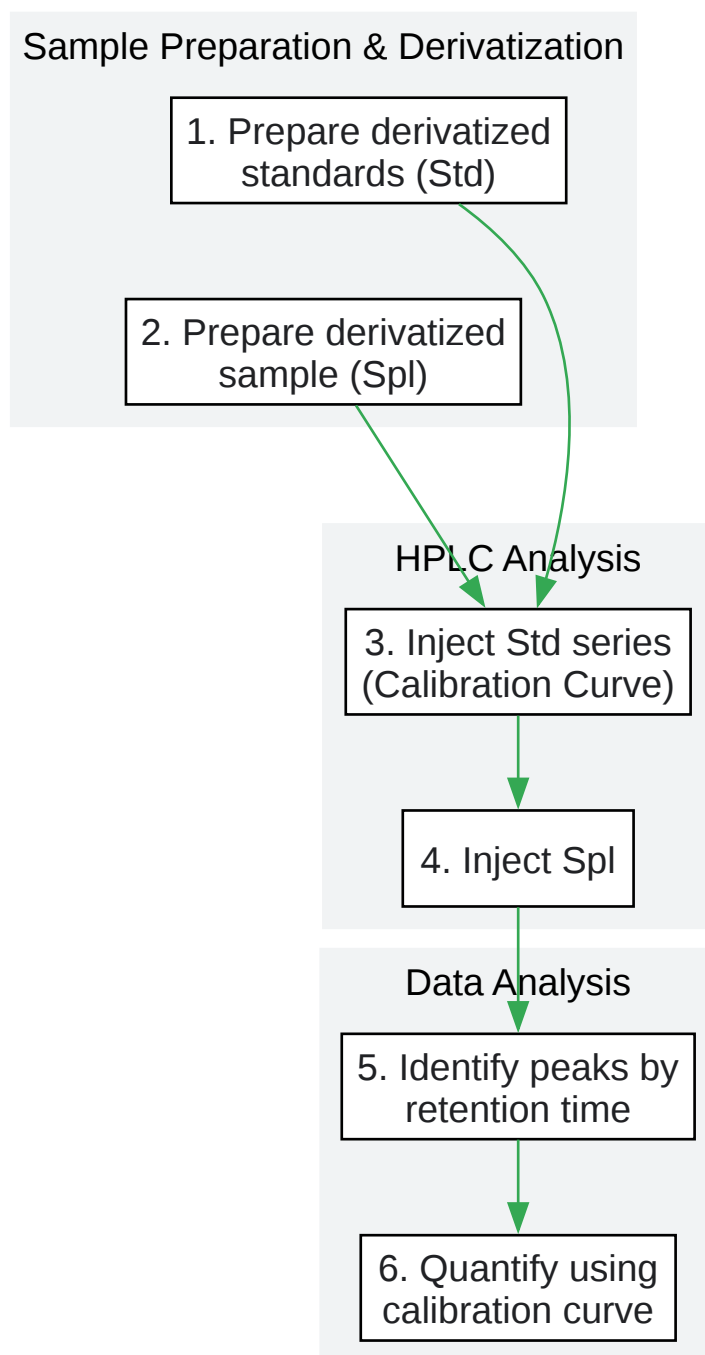 Sample Preparation & Derivatization
1. Prepare derivatized
standards (Std)
2. Prepare derivatized
sample (Spl)
HPLC Analysis
3. Inject Std series
(Calibration Curve)
4. Inject Spl
Data Analysis
5. Identify peaks by
retention time
6. Quantify using
calibration curve